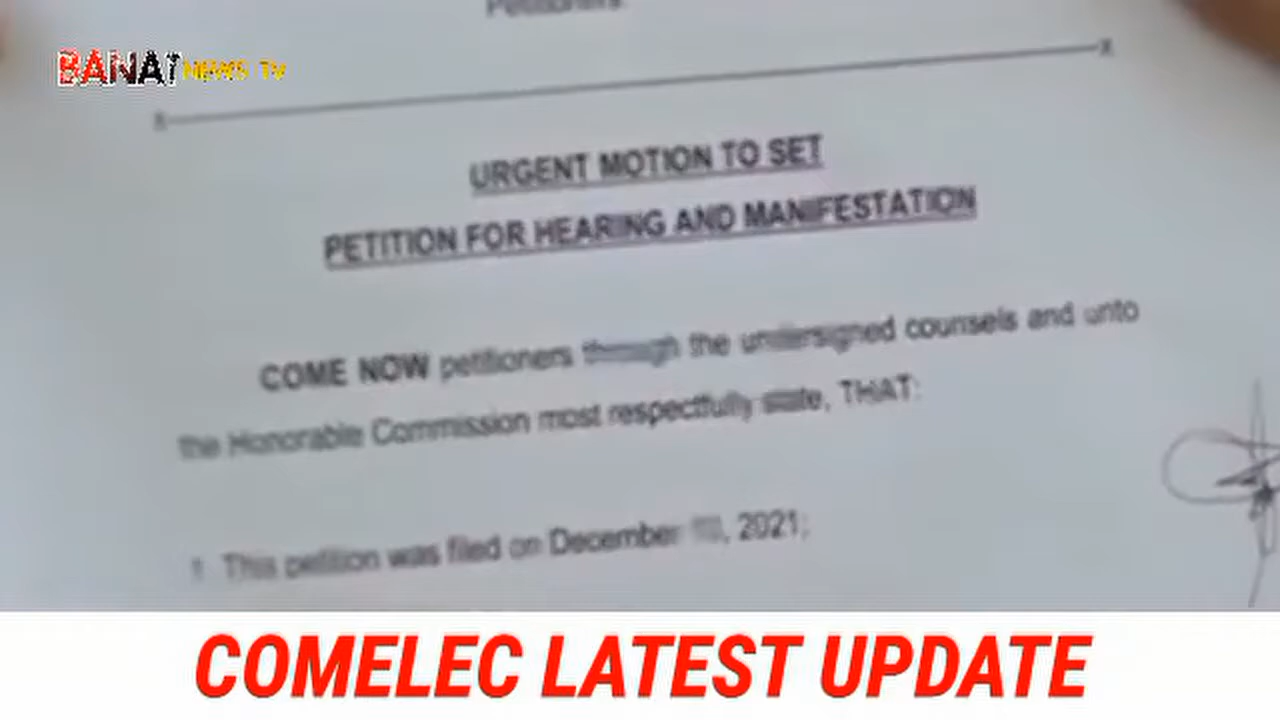 Petitioners.
BANAT NEWS TV
x x
URGENT MOTION TO SET
PETITION FOR HEARING AND MANIFESTATION
COME NOW petitioners through the undersigned counsels and unto
the Honorable Commission most respectfully state, THAT:
1 This petition was filed on December , 2021;
COMELEC LATEST UPDATE